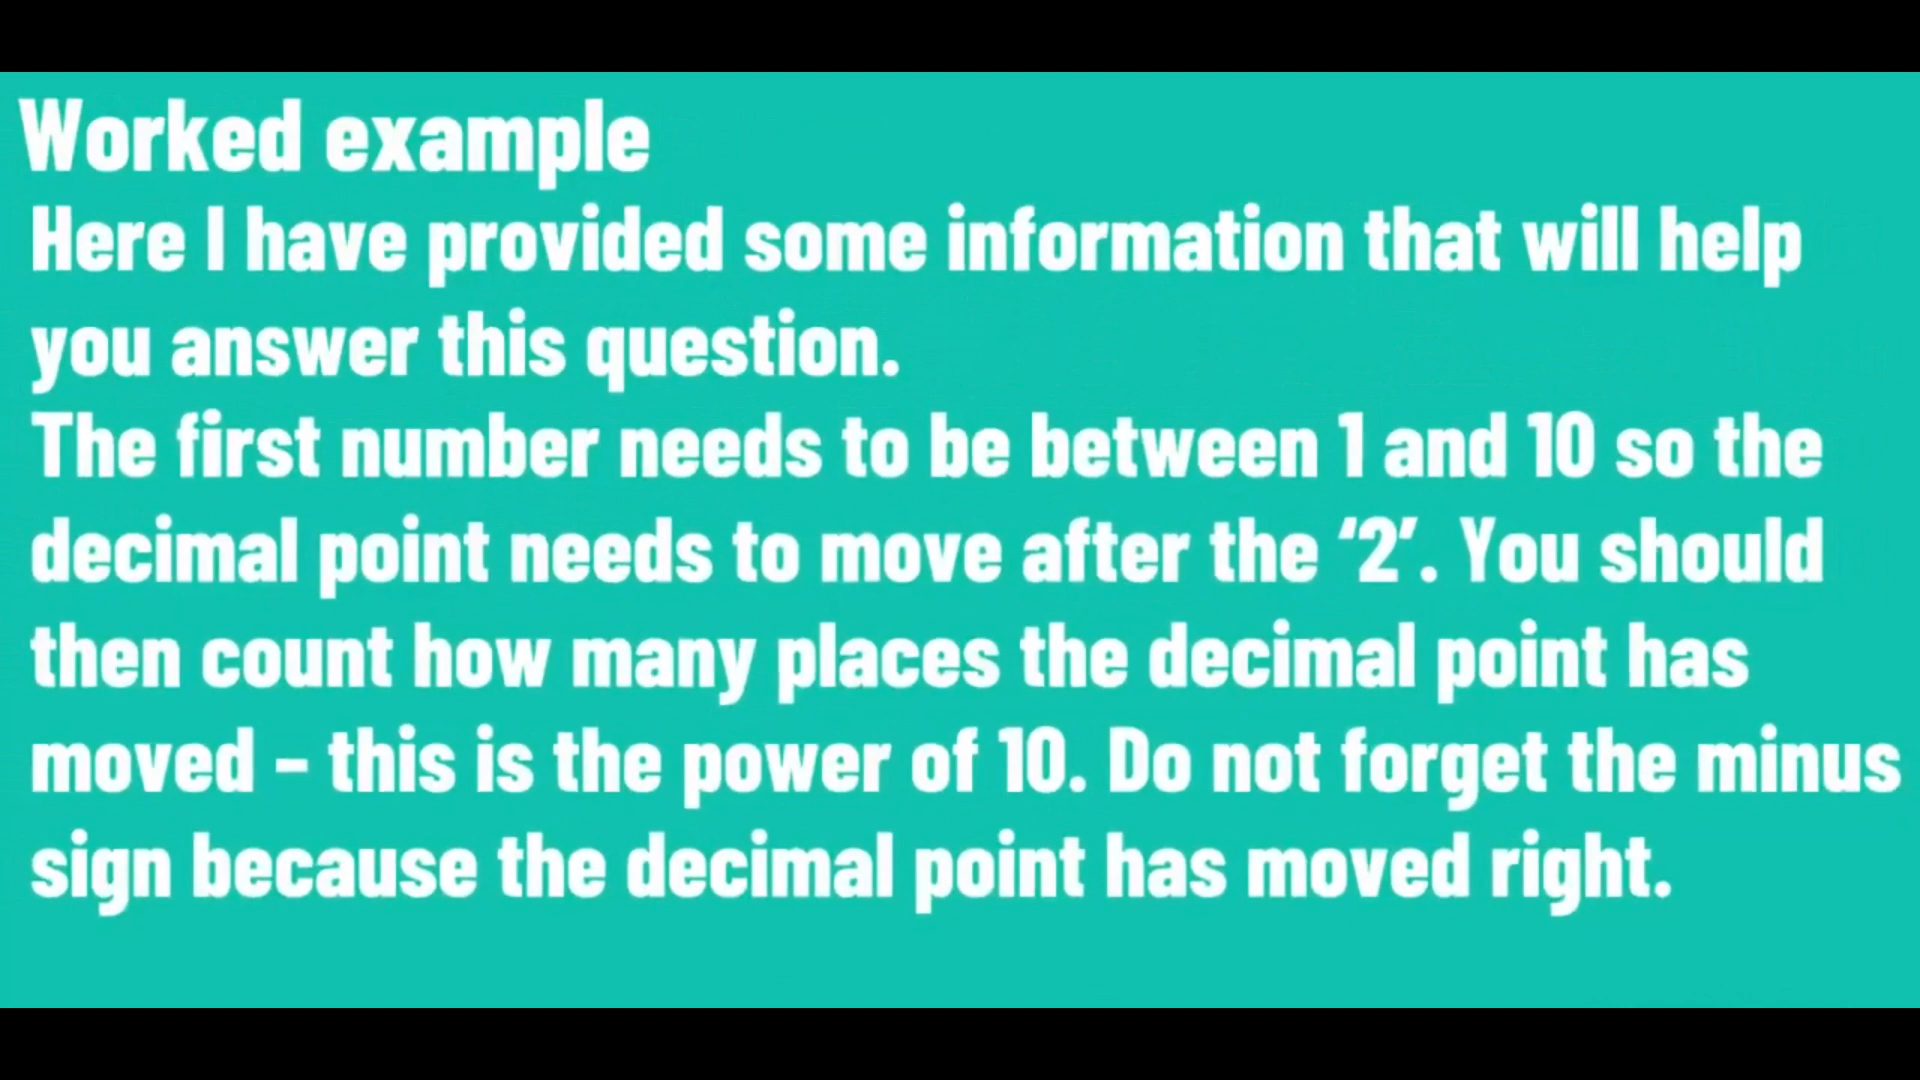 Worked example
Here I have provided some information that will help
you answer this question.
The first number needs to be between 1 and 10 so the
decimal point needs to move after the ‘2’. You should
then count how many places the decimal point has
moved – this is the power of 10. Do not forget the minus
sign because the decimal point has moved right.